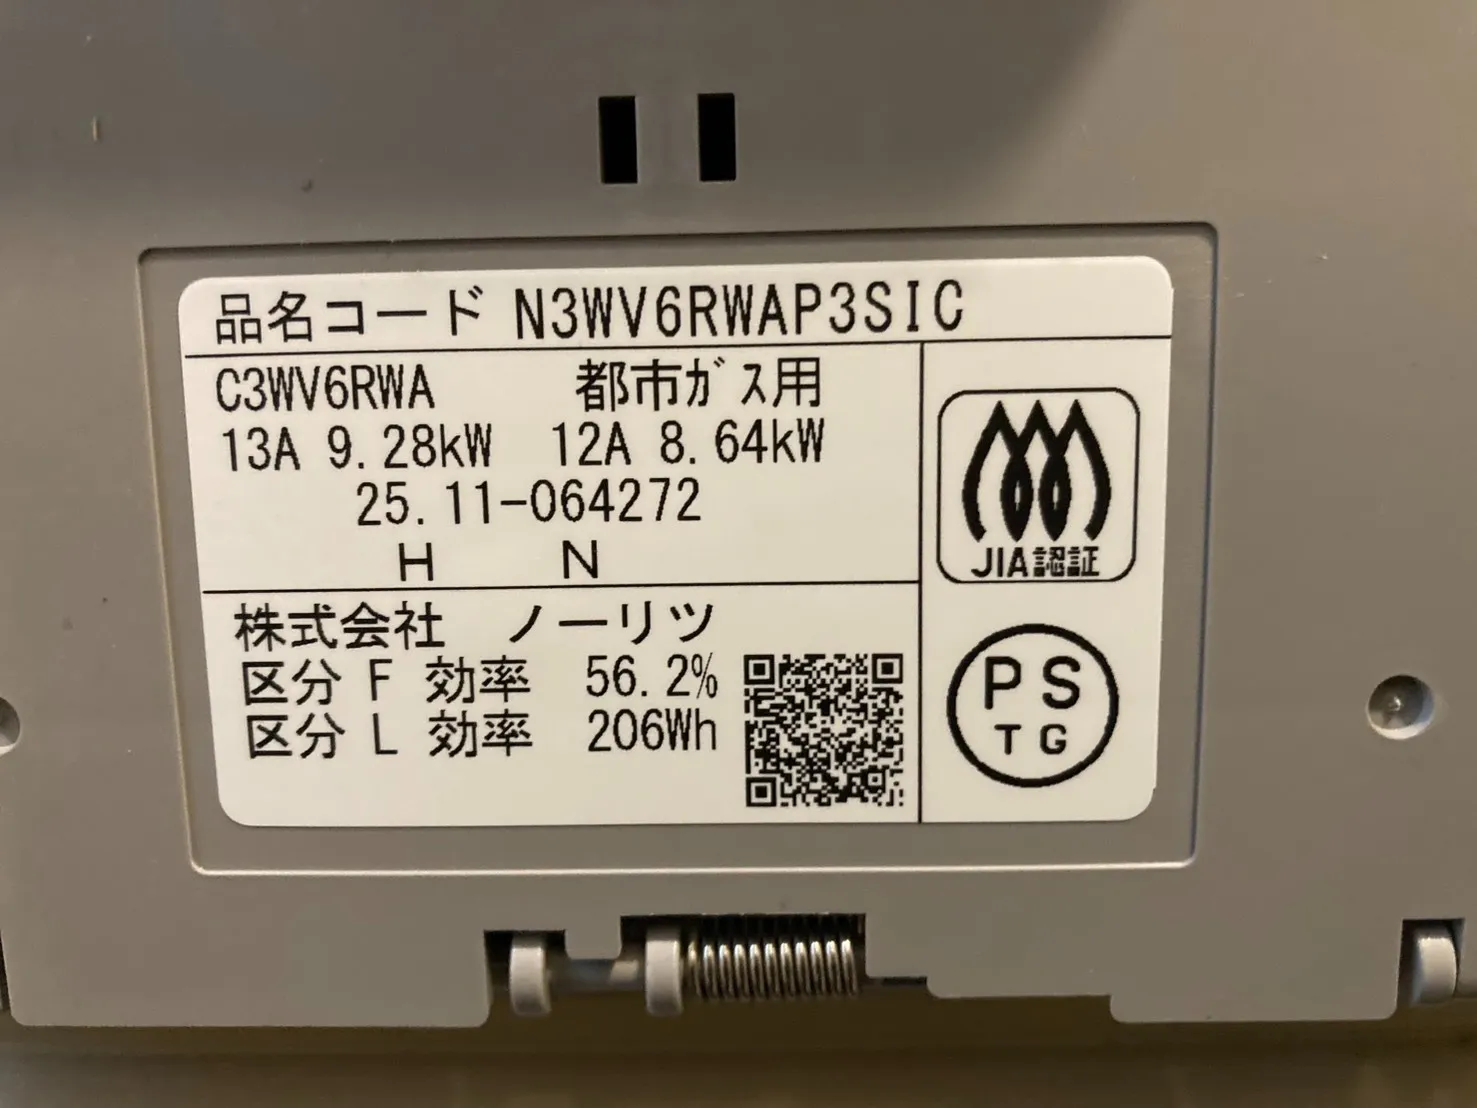 品名コード N3WV6RWAP3SIC
C3WV6RWA 都市ガス用
13A 9.28kW 12A 8.64kW
25.11-064272
H N
JIA認証
株式会社 ノーリツ
区分 F 効率 56.2%
区分 L 効率 206Wh
PS
TG